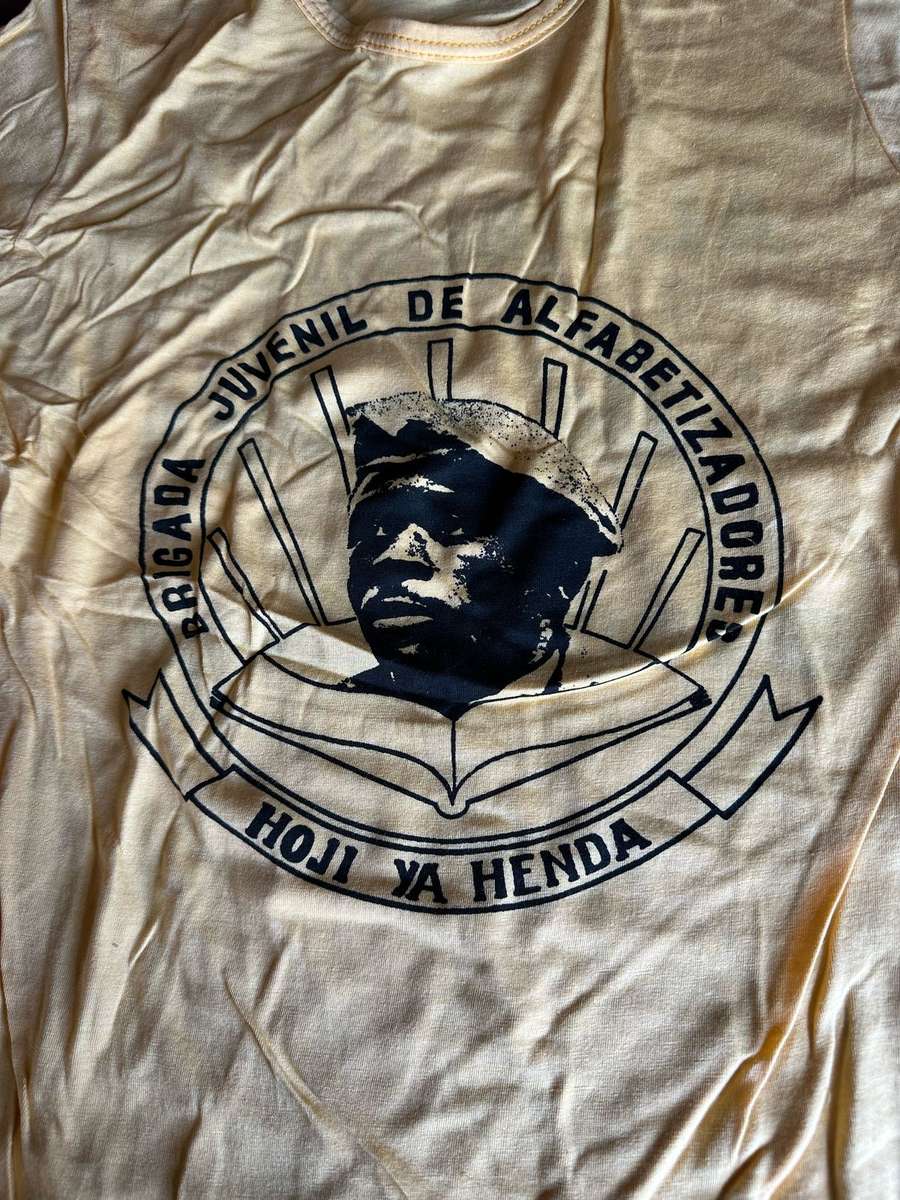 BRIGADA JUVENIL DE ALFABETIZADORES
HOJI YA HENDA